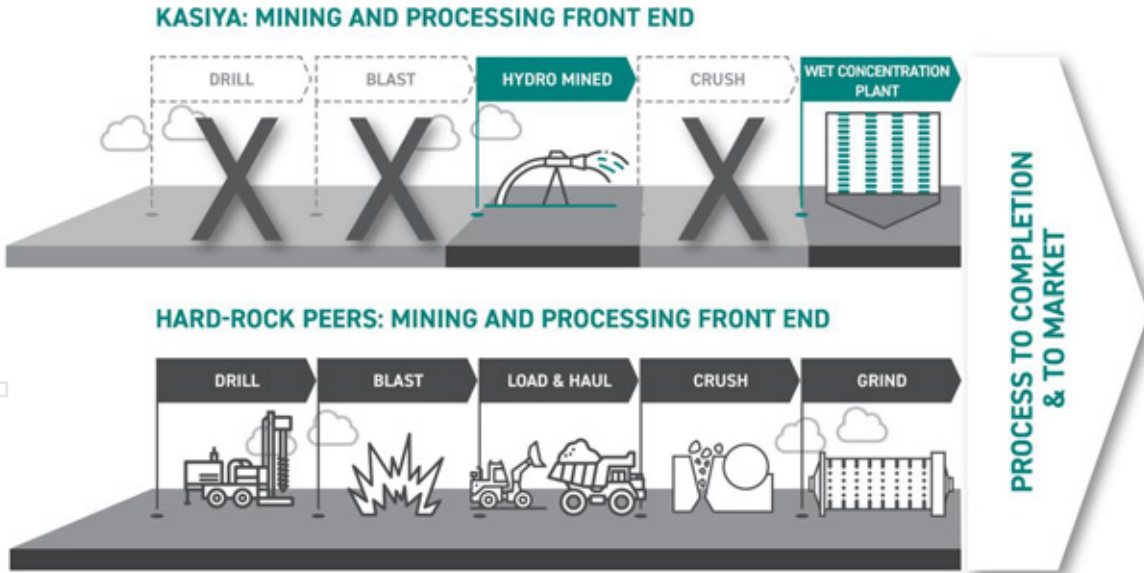 KASIYA: MINING AND PROCESSING FRONT END
DRILL
BLAST
HYDRO MINED
CRUSH
WET CONCENTRATION
PLANT
HARD-ROCK PEERS: MINING AND PROCESSING FRONT END
DRILL
BLAST
LOAD & HAUL
CRUSH
GRIND
PROCESS TO COMPLETION
& TO MARKET